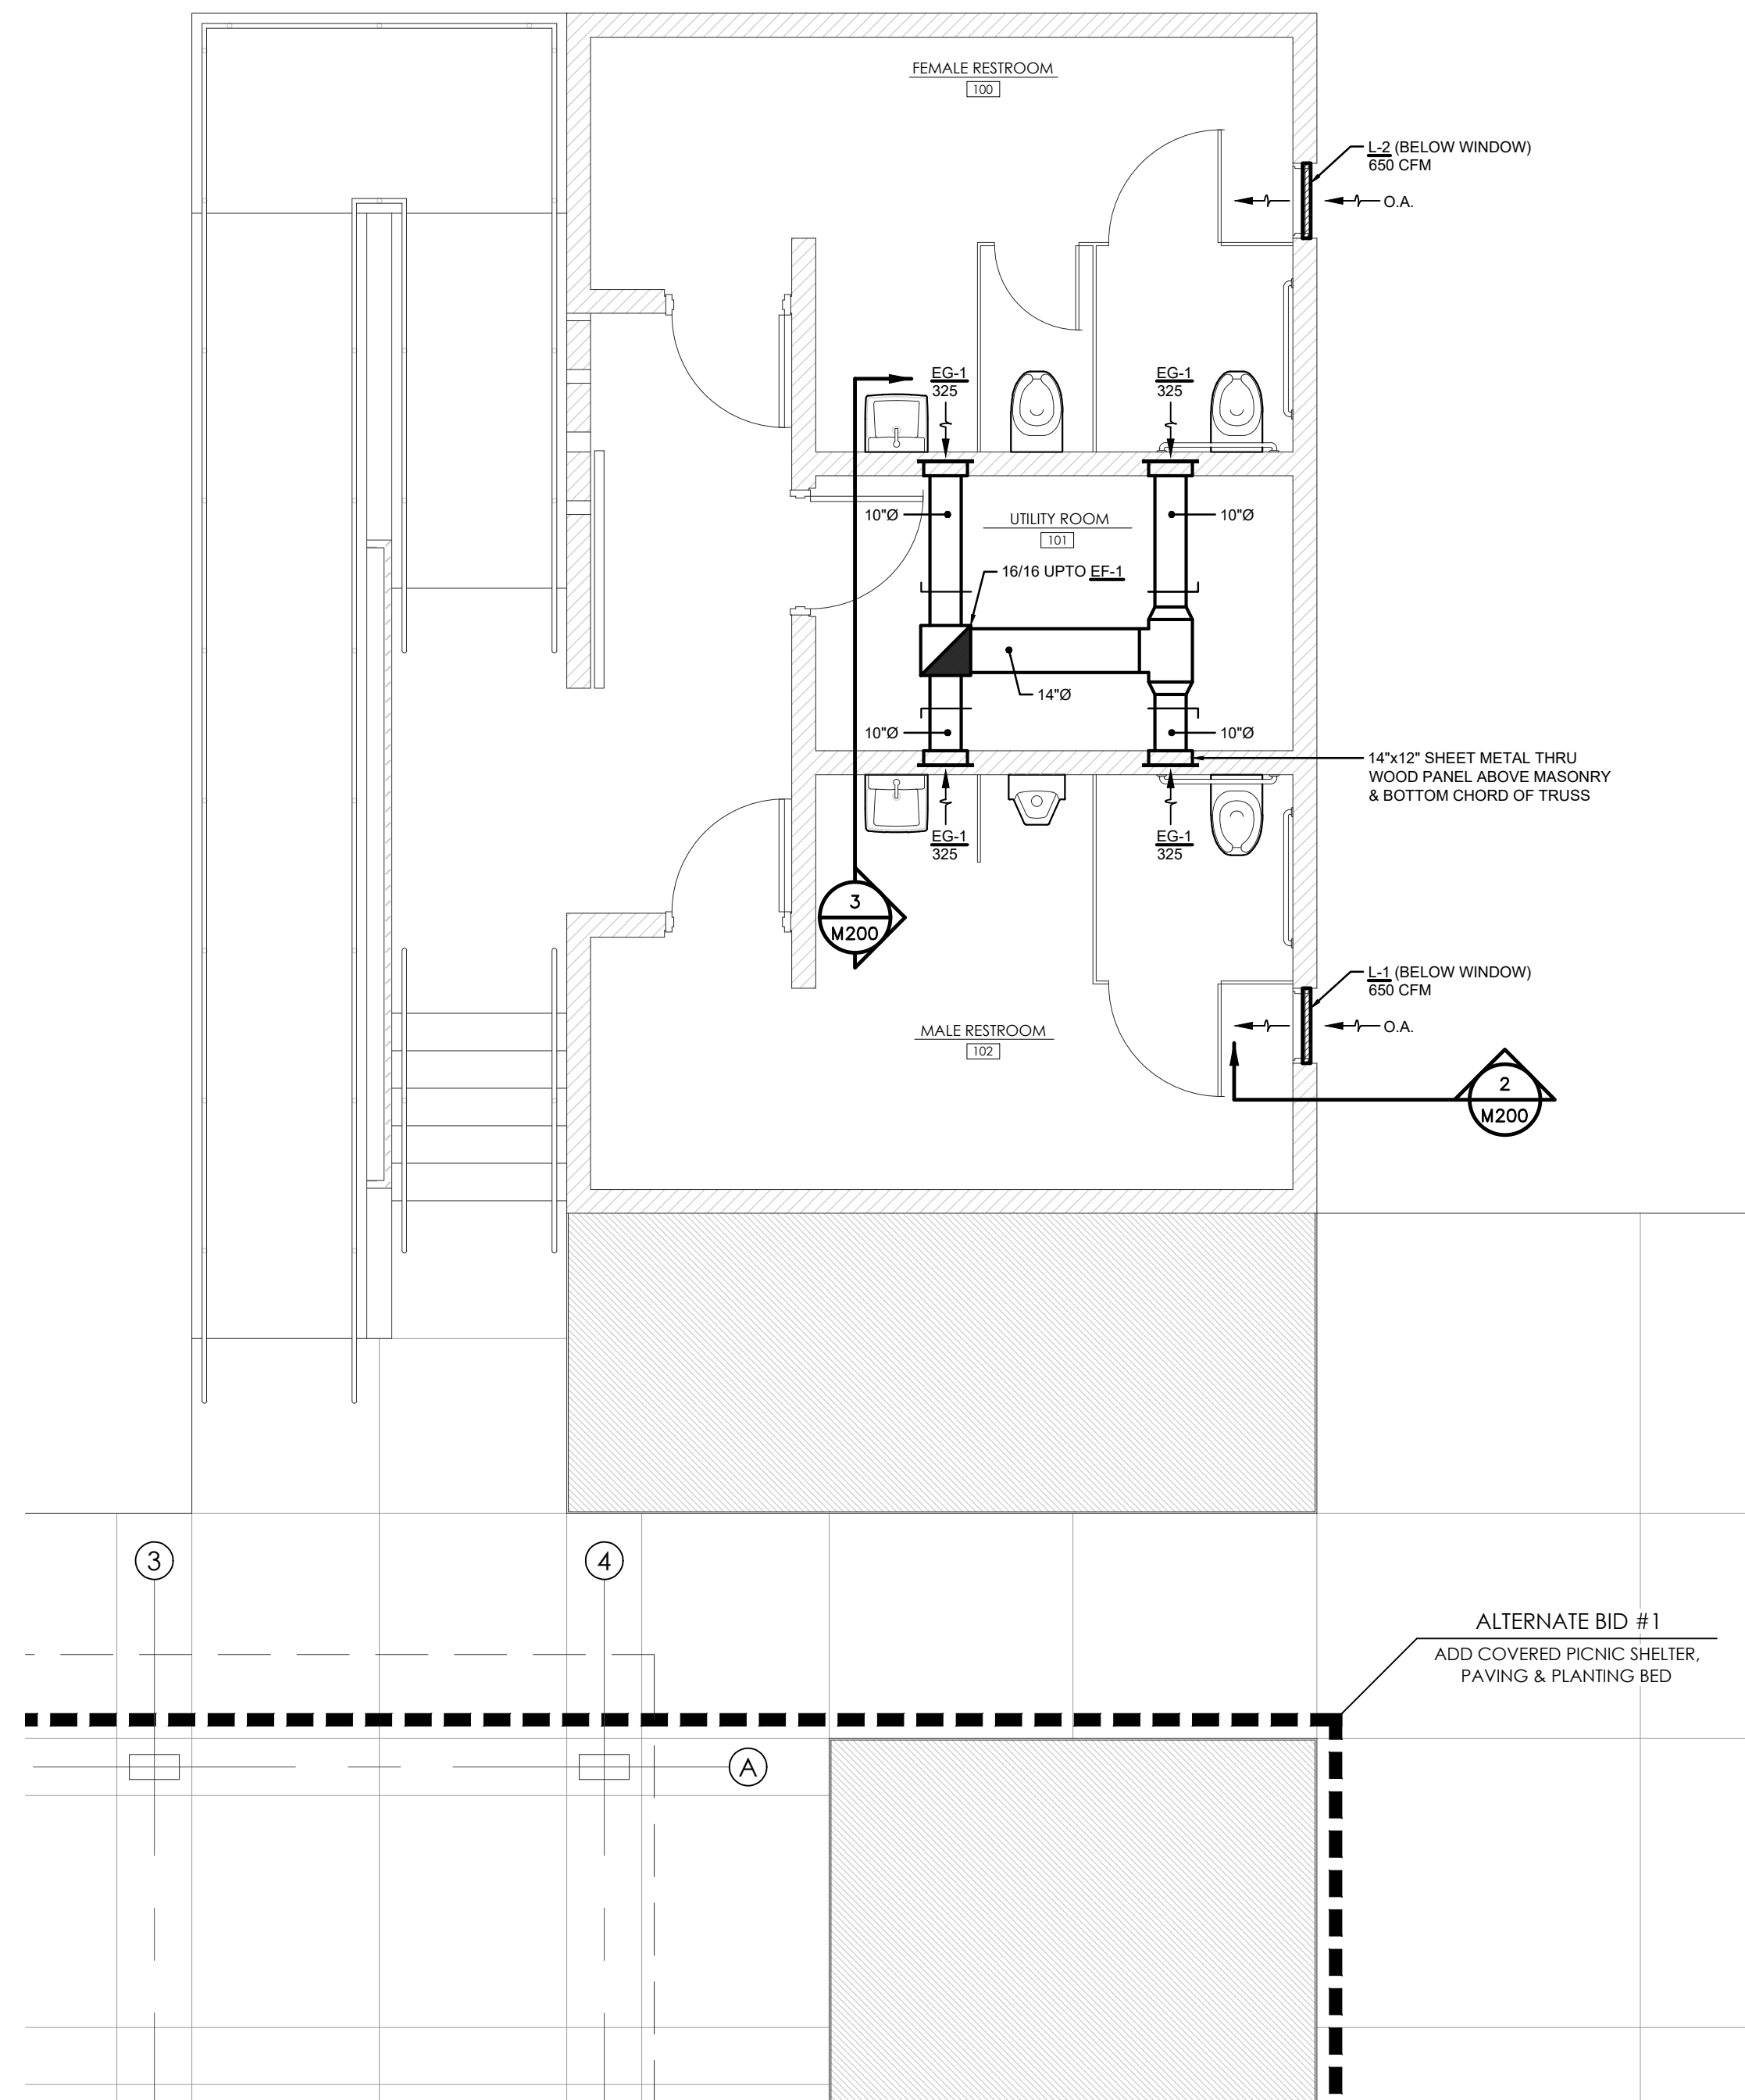 FEMALE RESTROOM
100
L-2 (BELOW WINDOW)
650 CFM
O.A.
EG-1
325
EG-1
325
10"Ø
UTILITY ROOM
101
10"Ø
16/16 UPTO EF-1
14"Ø
10"Ø
10"Ø
14"x12" SHEET METAL THRU
WOOD PANEL ABOVE MASONRY
& BOTTOM CHORD OF TRUSS
EG-1
325
EG-1
325
3
M200
L-1 (BELOW WINDOW)
650 CFM
O.A.
MALE RESTROOM
102
2
M200
3
4
ALTERNATE BID #1
ADD COVERED PICNIC SHELTER,
PAVING & PLANTING BED
A